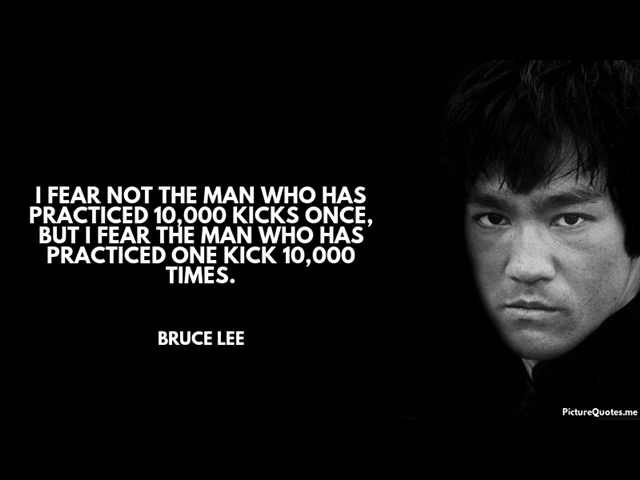 I FEAR NOT THE MAN WHO HAS
PRACTICED 10,000 KICKS ONCE,
BUT I FEAR THE MAN WHO HAS
PRACTICED ONE KICK 10,000
TIMES.
BRUCE LEE
PictureQuotes.me